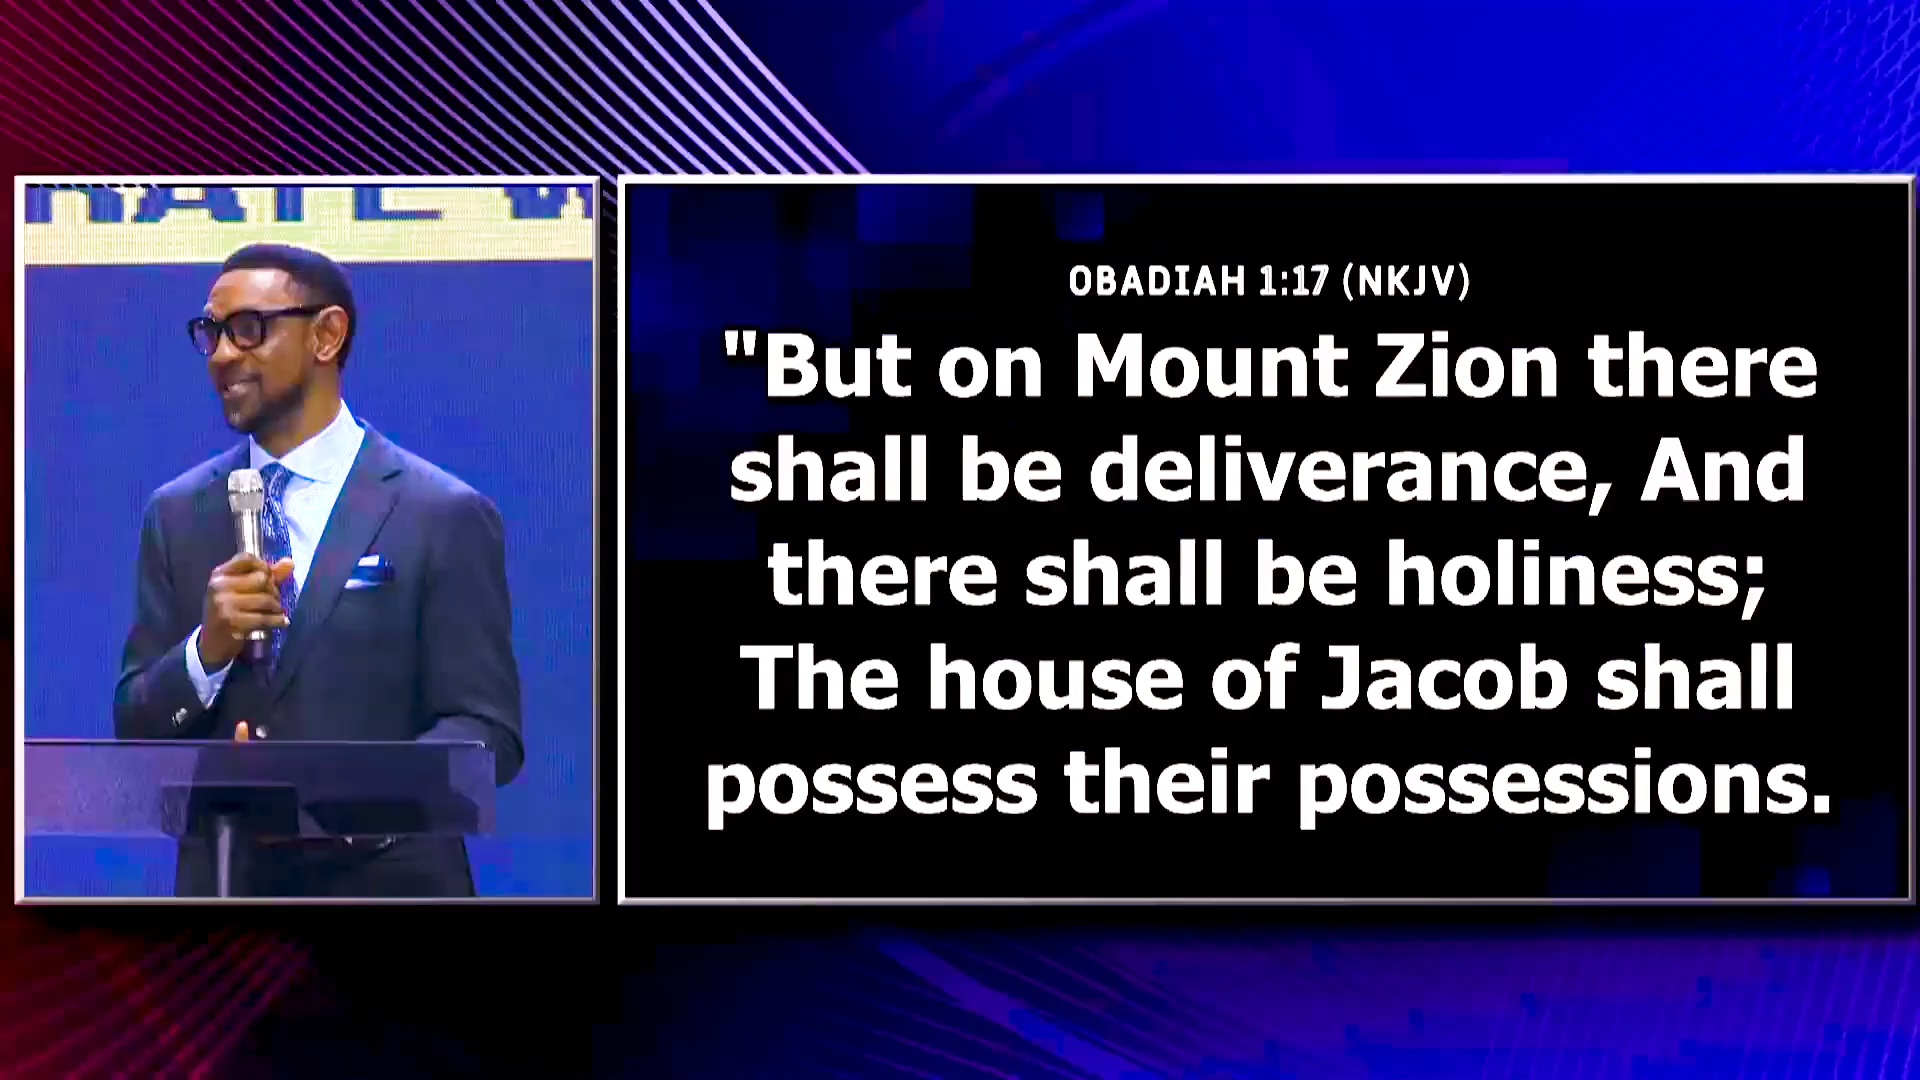 OBADIAH 1:17 (NKJV)
"But on Mount Zion there
shall be deliverance, And
there shall be holiness;
The house of Jacob shall
possess their possessions.